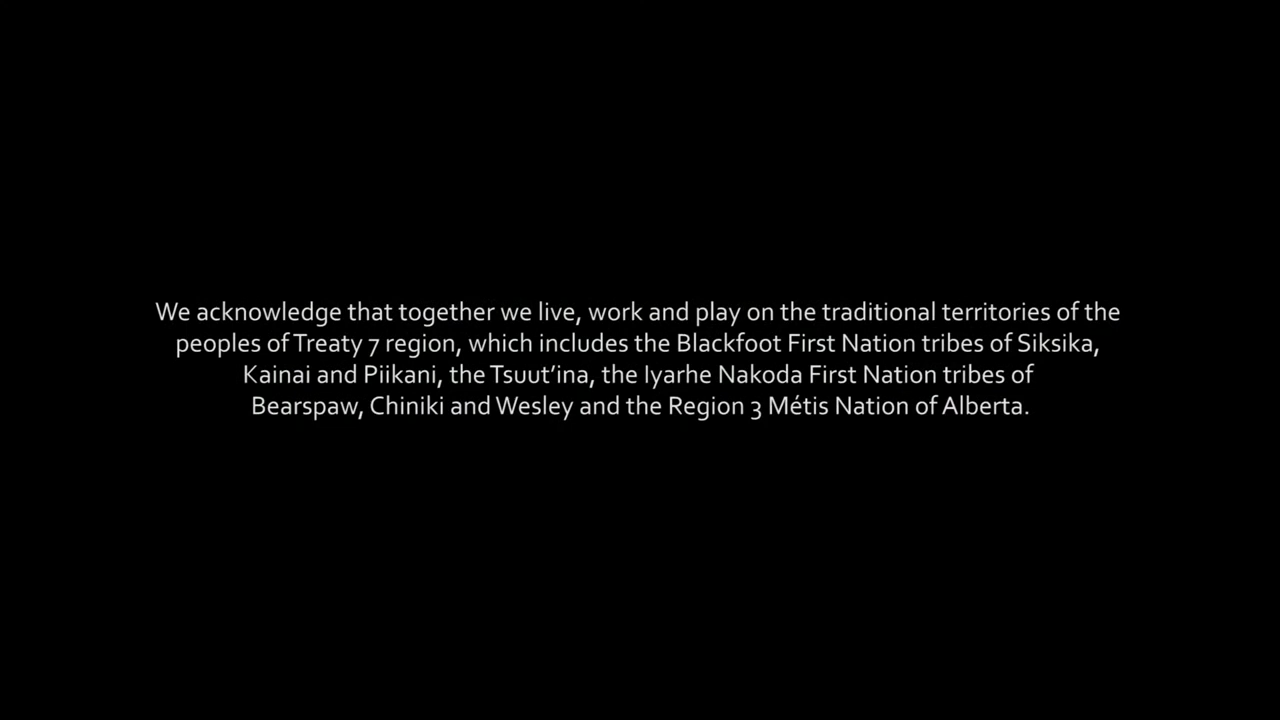 We acknowledge that together we live, work and play on the traditional territories of the
peoples of Treaty 7 region, which includes the Blackfoot First Nation tribes of Siksika,
Kainai and Piikani, the Tsuut’ina, the Iyarhe Nakoda First Nation tribes of
Bearspaw, Chiniki and Wesley and the Region 3 Métis Nation of Alberta.